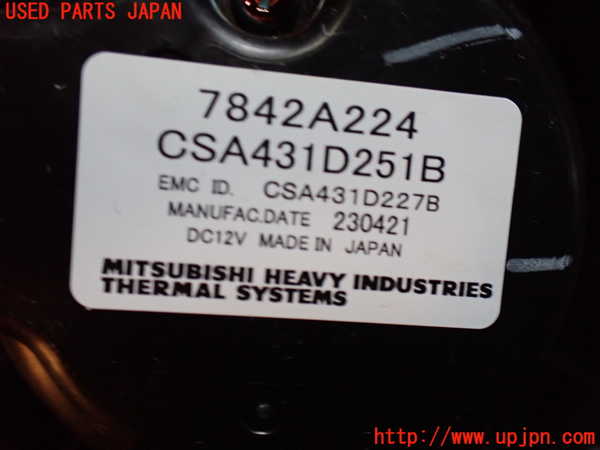 USED PARTS JAPAN
7842A224
CSA431D251B
EMC ID. CSA431D227B
MANUFAC.DATE 230421
DC12V MADE IN JAPAN
MITSUBISHI HEAVY INDUSTRIES
THERMAL SYSTEMS
(C)Nakamoto
http://www.upjpn.com/